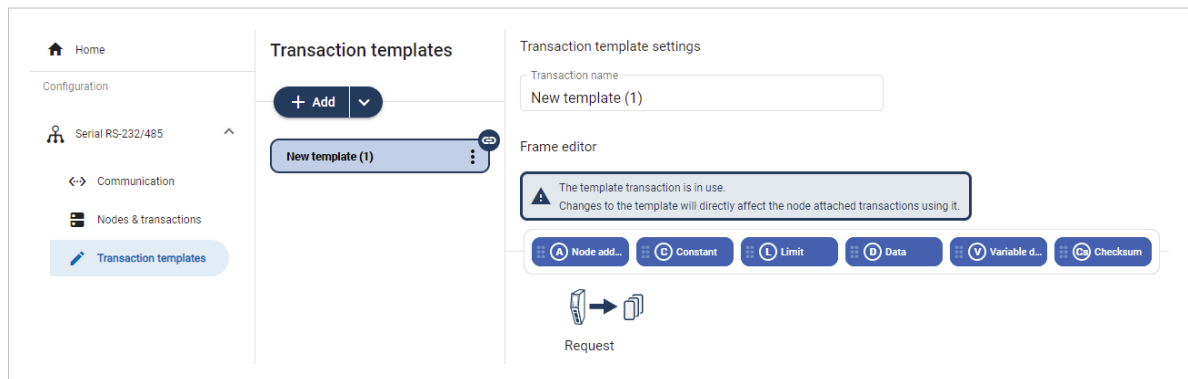 Home
Configuration
Serial RS-232/485
Communication
Nodes & transactions
Transaction templates
Transaction templates
+ Add
New template (1)
Transaction template settings
Transaction name
New template (1)
Frame editor
The template transaction is in use.
Changes to the template will directly affect the node attached transactions using it.
A Node add...
C Constant
L Limit
D Data
V Variable d...
Cs Checksum
Request